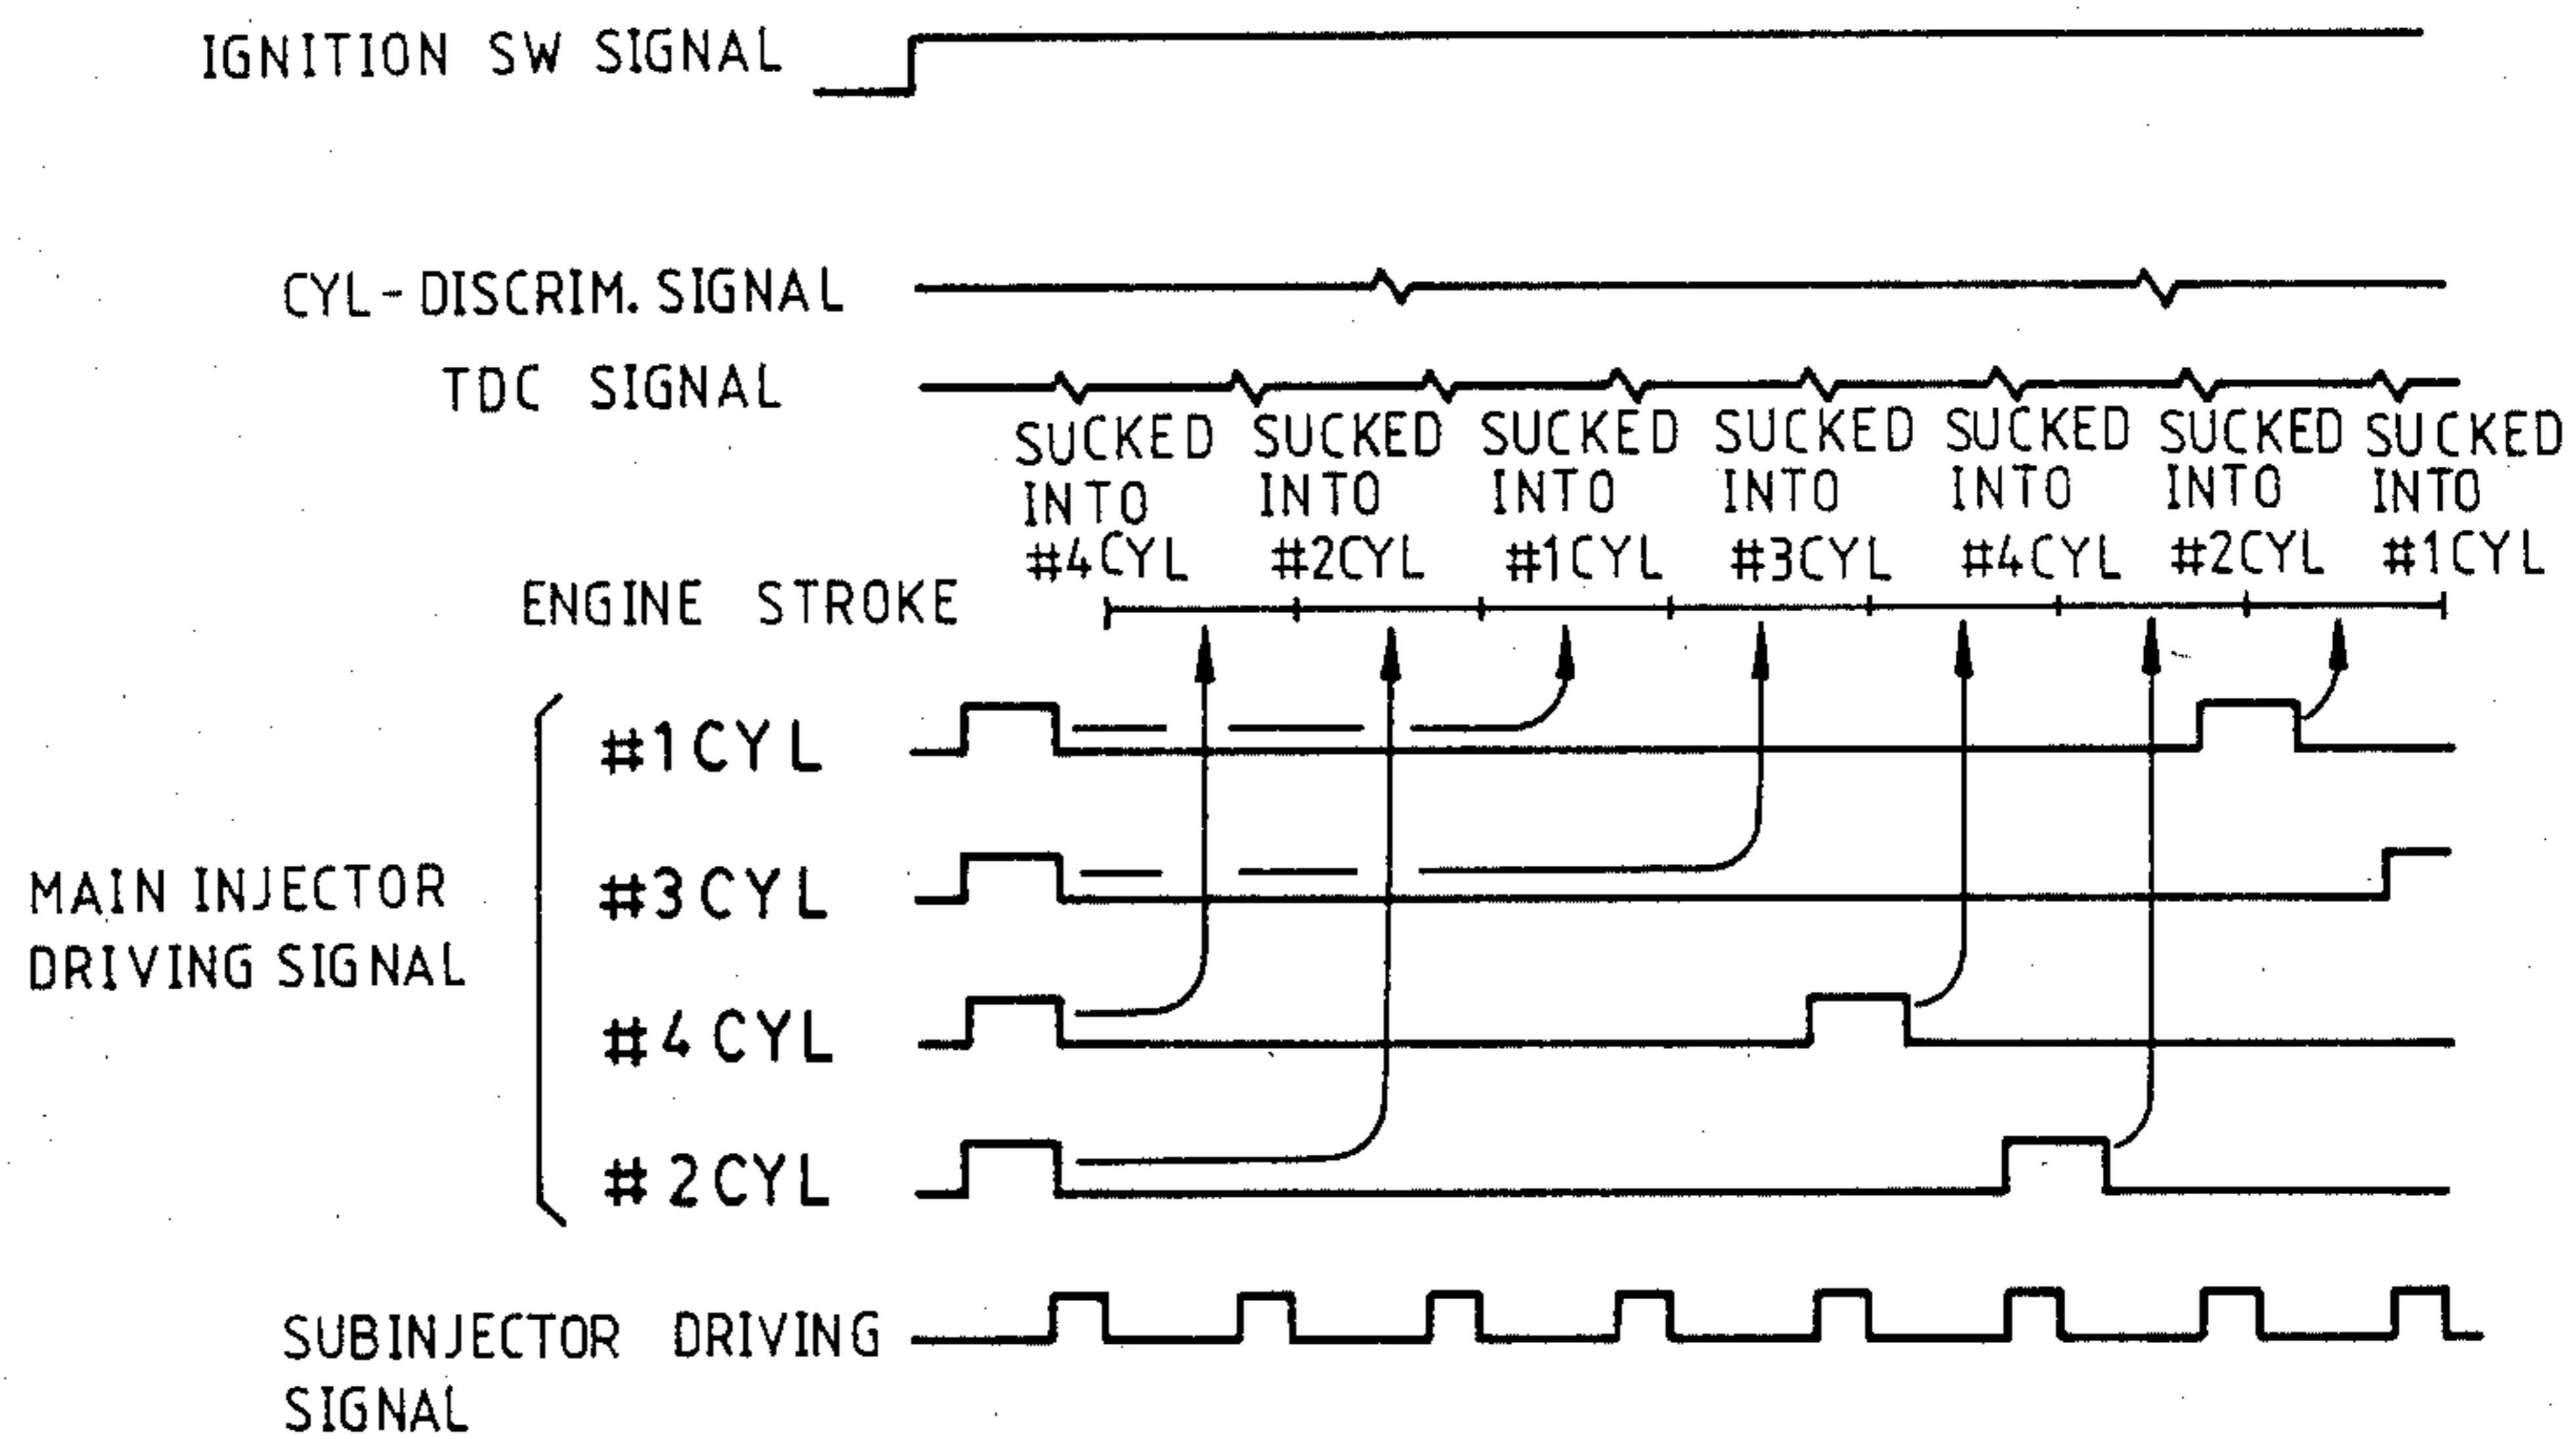 IGNITION SW SIGNAL
CYL-DISCRIM. SIGNAL
TDC SIGNAL
SUCKED INTO #4CYL
SUCKED INTO #2CYL
SUCKED INTO #1CYL
SUCKED INTO #3CYL
SUCKED INTO #4CYL
SUCKED INTO #2CYL
SUCKED INTO #1CYL
ENGINE STROKE
MAIN INJECTOR
DRIVING SIGNAL
#1CYL
#3CYL
#4CYL
#2CYL
SUBINJECTOR DRIVING
SIGNAL